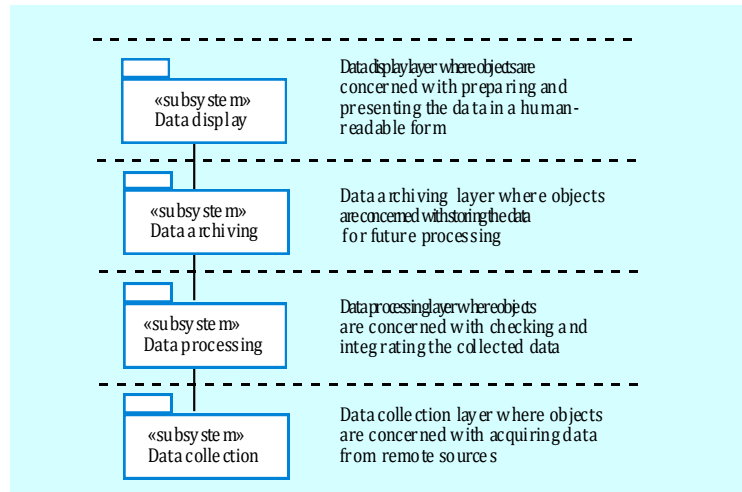 «subsystem»
Data display
Data display layer where objects are
concerned with preparing and
presenting the data in a human-
readable form
«subsystem»
Data archiving
Data archiving layer where objects
are concerned with storing the data
for future processing
«subsystem»
Data processing
Data processing layer where objects
are concerned with checking and
integrating the collected data
«subsystem»
Data collection
Data collection layer where objects
are concerned with acquiring data
from remote sources